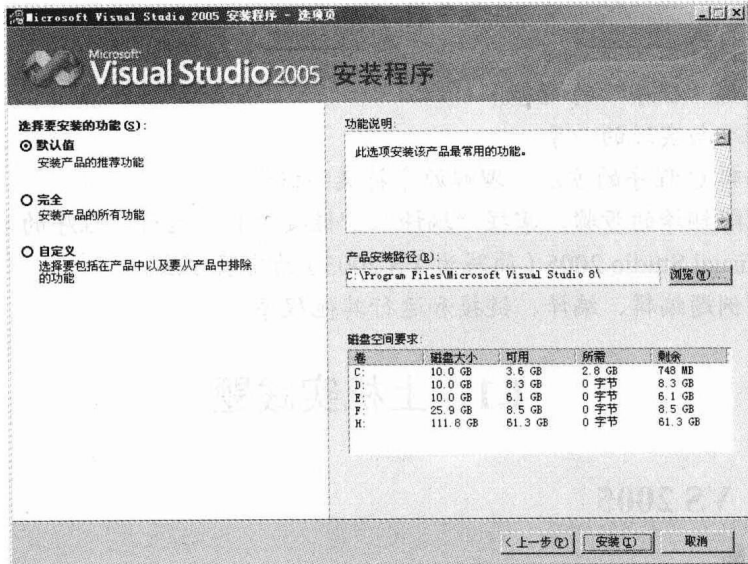 Microsoft Visual Studio 2005 安装程序 - 选项页
Microsoft
Visual Studio 2005 安装程序
选择要安装的功能(S):
默认值
安装产品的推荐功能
完全
安装产品的所有功能
自定义
选择要包括在产品中以及要从产品中排除
的功能
功能说明:
此选项安装该产品最常用的功能。
产品安装路径(R):
C:\Program Files\Microsoft Visual Studio 8\
浏览(W)
磁盘空间要求:
卷 磁盘大小 可用 所需 剩余
C: 10.0 GB 3.6 GB 2.8 GB 748 MB
D: 10.0 GB 8.3 GB 0 字节 8.3 GB
E: 10.0 GB 6.1 GB 0 字节 6.1 GB
F: 25.9 GB 8.5 GB 0 字节 8.5 GB
H: 111.8 GB 61.3 GB 0 字节 61.3 GB
< 上一步(P) 安装(I) 取消